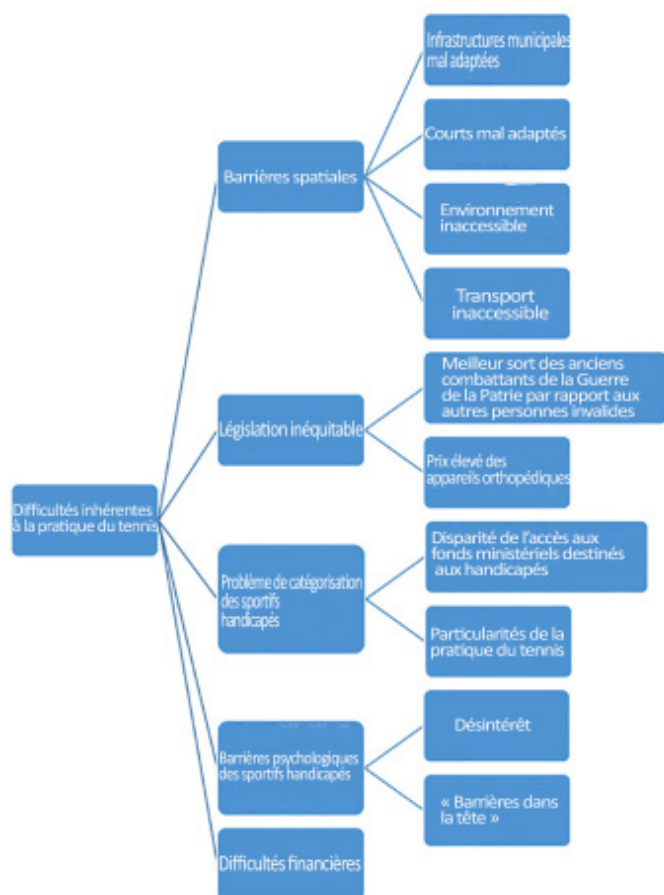 Infrastructures municipales
mal adaptées
Courts mal adaptés
Barrières spatiales
Environnement
inaccessible
Transport
inaccessible
Meilleur sort des anciens
combattants de la Guerre
de la Patrie par rapport aux
autres personnes invalides
Législation inéquitable
Prix élevé des
appareils orthopédiques
Difficultés inhérentes
à la pratique du tennis
Disparité de l'accès aux
fonds ministériels destinés
aux handicapés
Problème de catégorisation
des sportifs
handicapés
Particularités de la
pratique du tennis
Désintérêt
Barrières psychologiques
des sportifs handicapés
« Barrières dans
la tête »
Difficultés financières